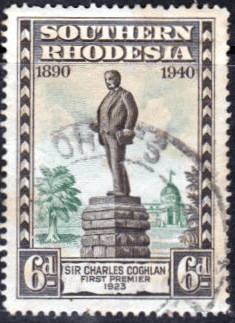 SOUTHERN
RHODESIA
1890 1940
6d 6d
SIR CHARLES COGHLAN
FIRST PREMIER
1923